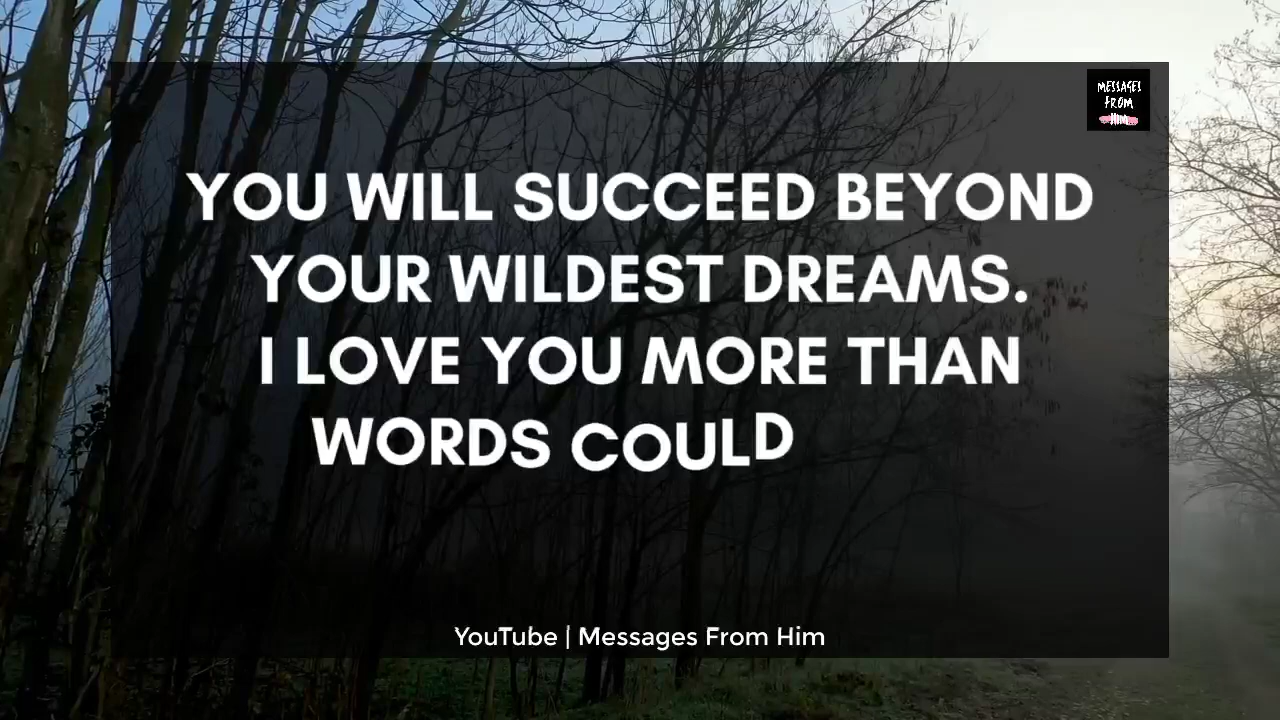 MESSAGES
FROM
HIM
YOU WILL SUCCEED BEYOND
YOUR WILDEST DREAMS.
I LOVE YOU MORE THAN
WORDS COULD
YouTube | Messages From Him